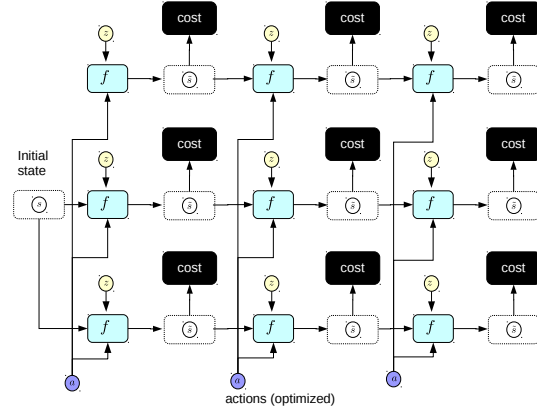 cost cost cost
z z z
f ŝ f ŝ f ŝ
cost cost cost
Initial
state
z z z
s f ŝ f ŝ f ŝ
cost cost cost
z z z
f ŝ f ŝ f ŝ
a a a
actions (optimized)